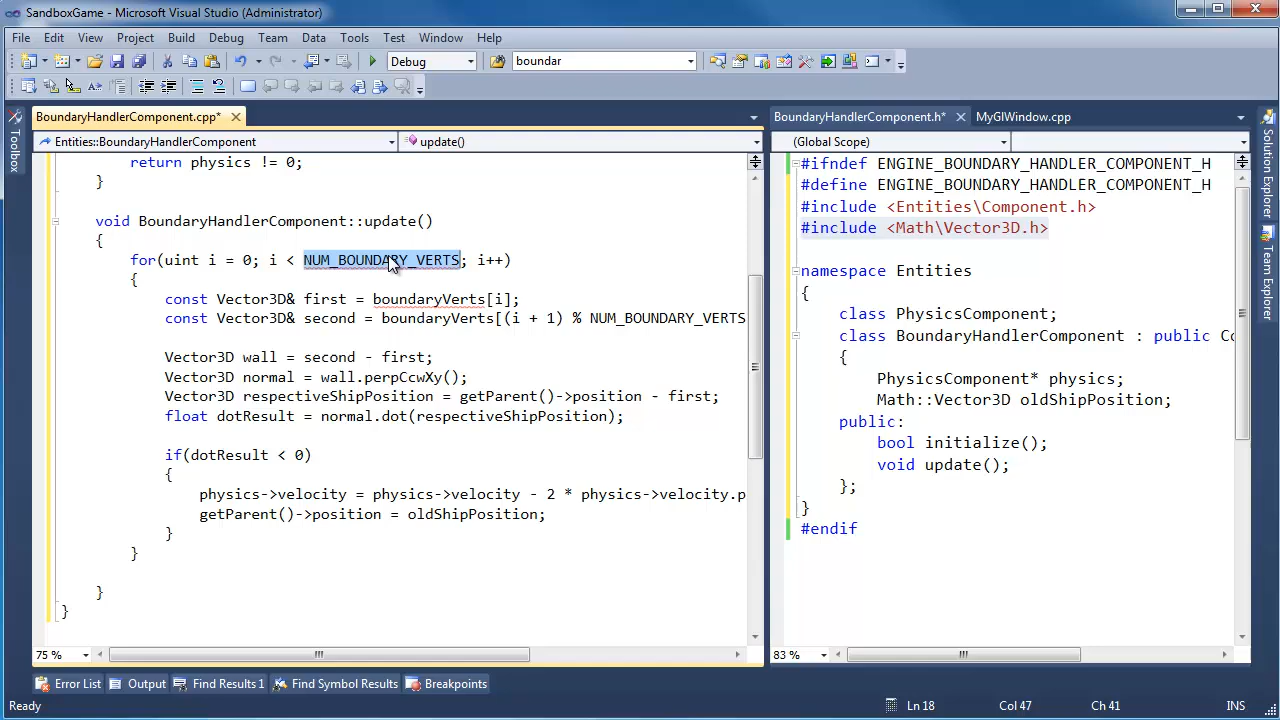 SandboxGame - Microsoft Visual Studio (Administrator)
File Edit View Project Build Debug Team Data Tools Test Window Help
Debug boundar
BoundaryHandlerComponent.cpp* BoundaryHandlerComponent.h* MyGlWindow.cpp
Entities::BoundaryHandlerComponent update() (Global Scope)
Toolbox
Solution Explorer
Team Explorer
return physics != 0;
}
void BoundaryHandlerComponent::update()
{
for(uint i = 0; i < NUM_BOUNDARY_VERTS; i++)
{
const Vector3D& first = boundaryVerts[i];
const Vector3D& second = boundaryVerts[(i + 1) % NUM_BOUNDARY_VERTS
Vector3D wall = second - first;
Vector3D normal = wall.perpCcwXy();
Vector3D respectiveShipPosition = getParent()->position - first;
float dotResult = normal.dot(respectiveShipPosition);
if(dotResult < 0)
{
physics->velocity = physics->velocity - 2 * physics->velocity.p
getParent()->position = oldShipPosition;
}
}
}
}
#ifndef ENGINE_BOUNDARY_HANDLER_COMPONENT_H
#define ENGINE_BOUNDARY_HANDLER_COMPONENT_H
#include <Entities\Component.h>
#include <Math\Vector3D.h>
namespace Entities
{
class PhysicsComponent;
class BoundaryHandlerComponent : public Co
{
PhysicsComponent* physics;
Math::Vector3D oldShipPosition;
public:
bool initialize();
void update();
};
}
#endif
75 % 83 %
Error List Output Find Results 1 Find Symbol Results Breakpoints
Ready Ln 18 Col 47 Ch 41 INS